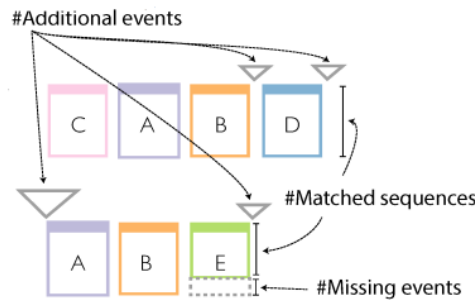 #Additional events
C A B D
#Matched sequences
A B E
#Missing events